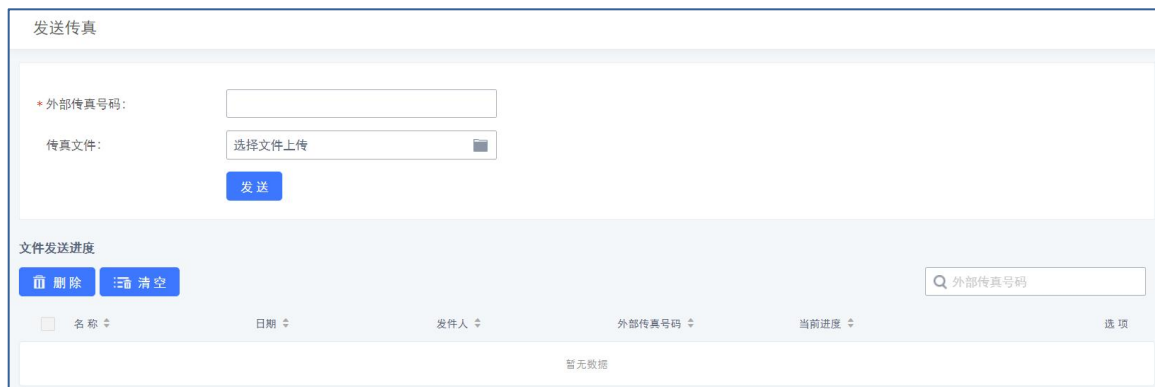 发送传真
* 外部传真号码：
传真文件：
选择文件上传
发送
文件发送进度
删除 清空
外部传真号码
名称 日期 发件人 外部传真号码 当前进度 选项
暂无数据